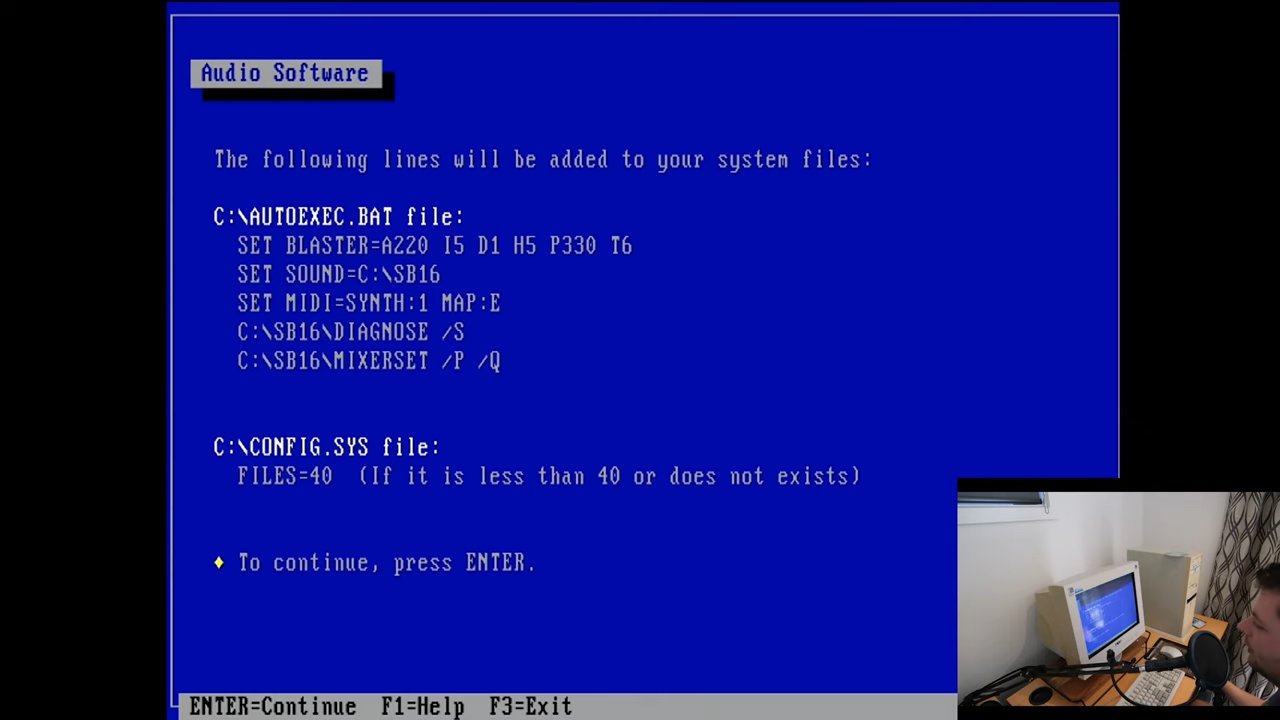 Audio Software
The following lines will be added to your system files:
C:\AUTOEXEC.BAT file:
SET BLASTER=A220 I5 D1 H5 P330 T6
SET SOUND=C:\SB16
SET MIDI=SYNTH:1 MAP:E
C:\SB16\DIAGNOSE /S
C:\SB16\MIXERSET /P /Q
C:\CONFIG.SYS file:
FILES=40 (If it is less than 40 or does not exists)
♦ To continue, press ENTER.
ENTER=Continue F1=Help F3=Exit